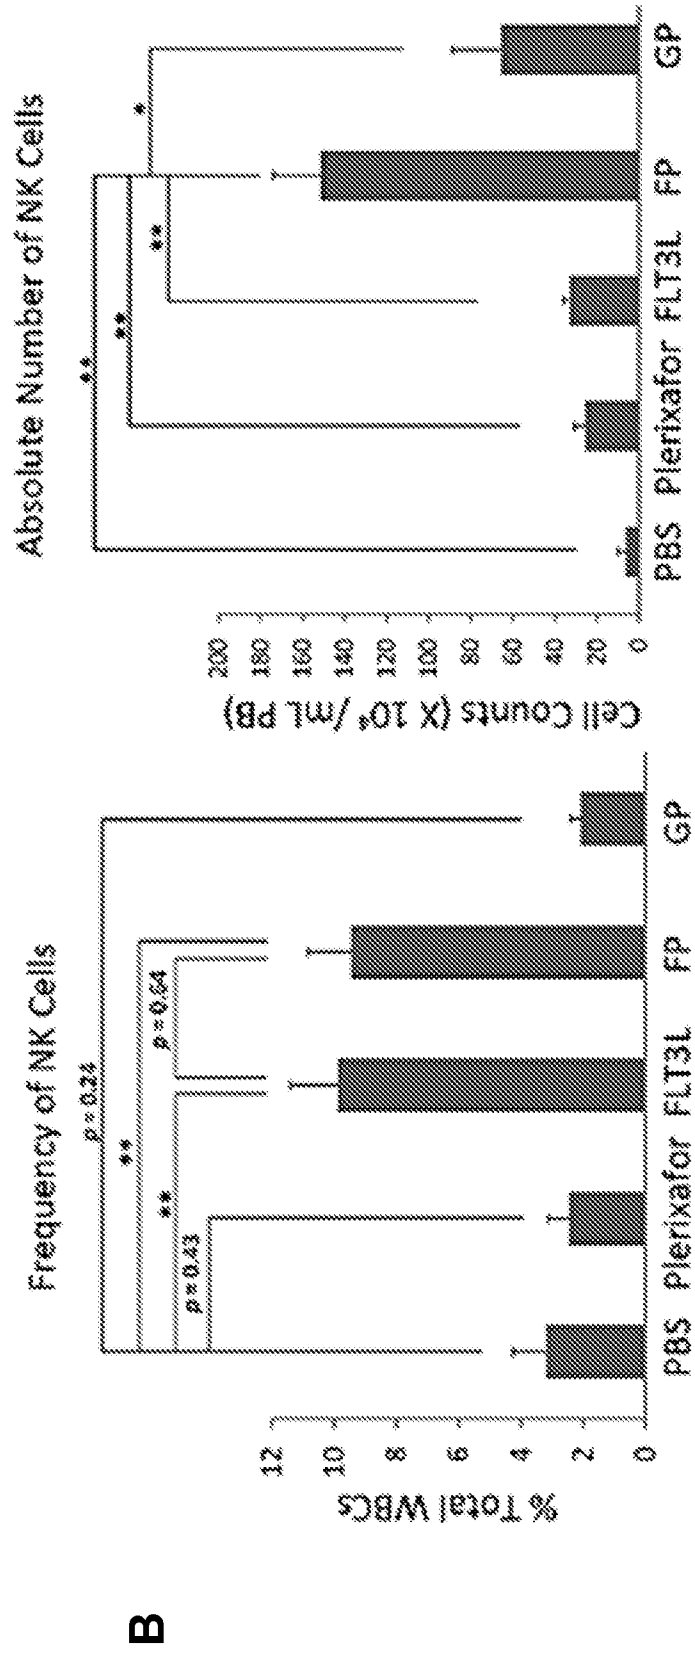 B
Frequency of NK Cells
% Total WBCs
12
10
8
6
4
2
0
p = 0.24
**
p = 0.64
**
p = 0.43
PBS Plerixafor FLT3L FP GP
Absolute Number of NK Cells
Cell Counts (X 10⁴/mL PB)
200
180
160
140
120
100
80
60
40
20
0
**
**
**
*
PBS Plerixafor FLT3L FP GP